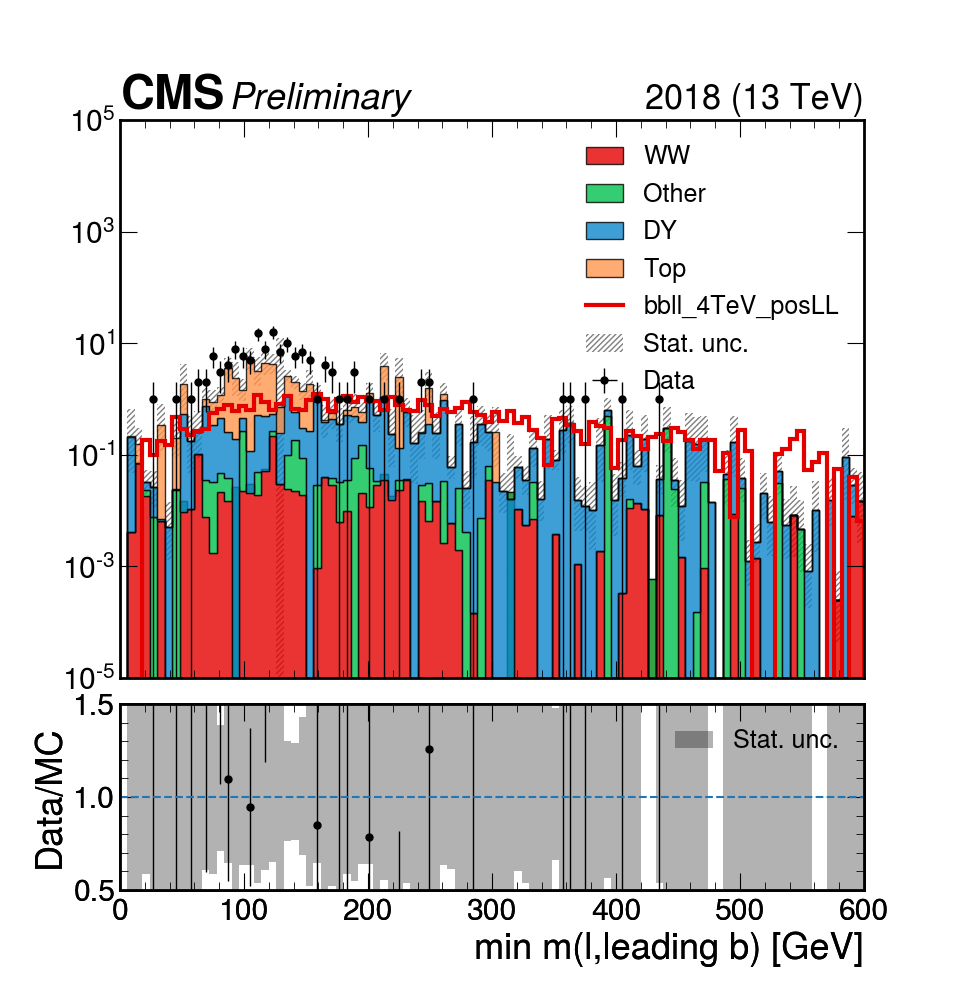 CMS Preliminary 2018 (13 TeV)
10^5
WW
Other
10^3
DY
Top
bbll_4TeV_posLL
10^1
Stat. unc.
Data
10^-1
10^-3
10^-5
1.5
Stat. unc.
Data/MC
1.0
0.5
0 100 200 300 400 500 600
min m(l,leading b) [GeV]